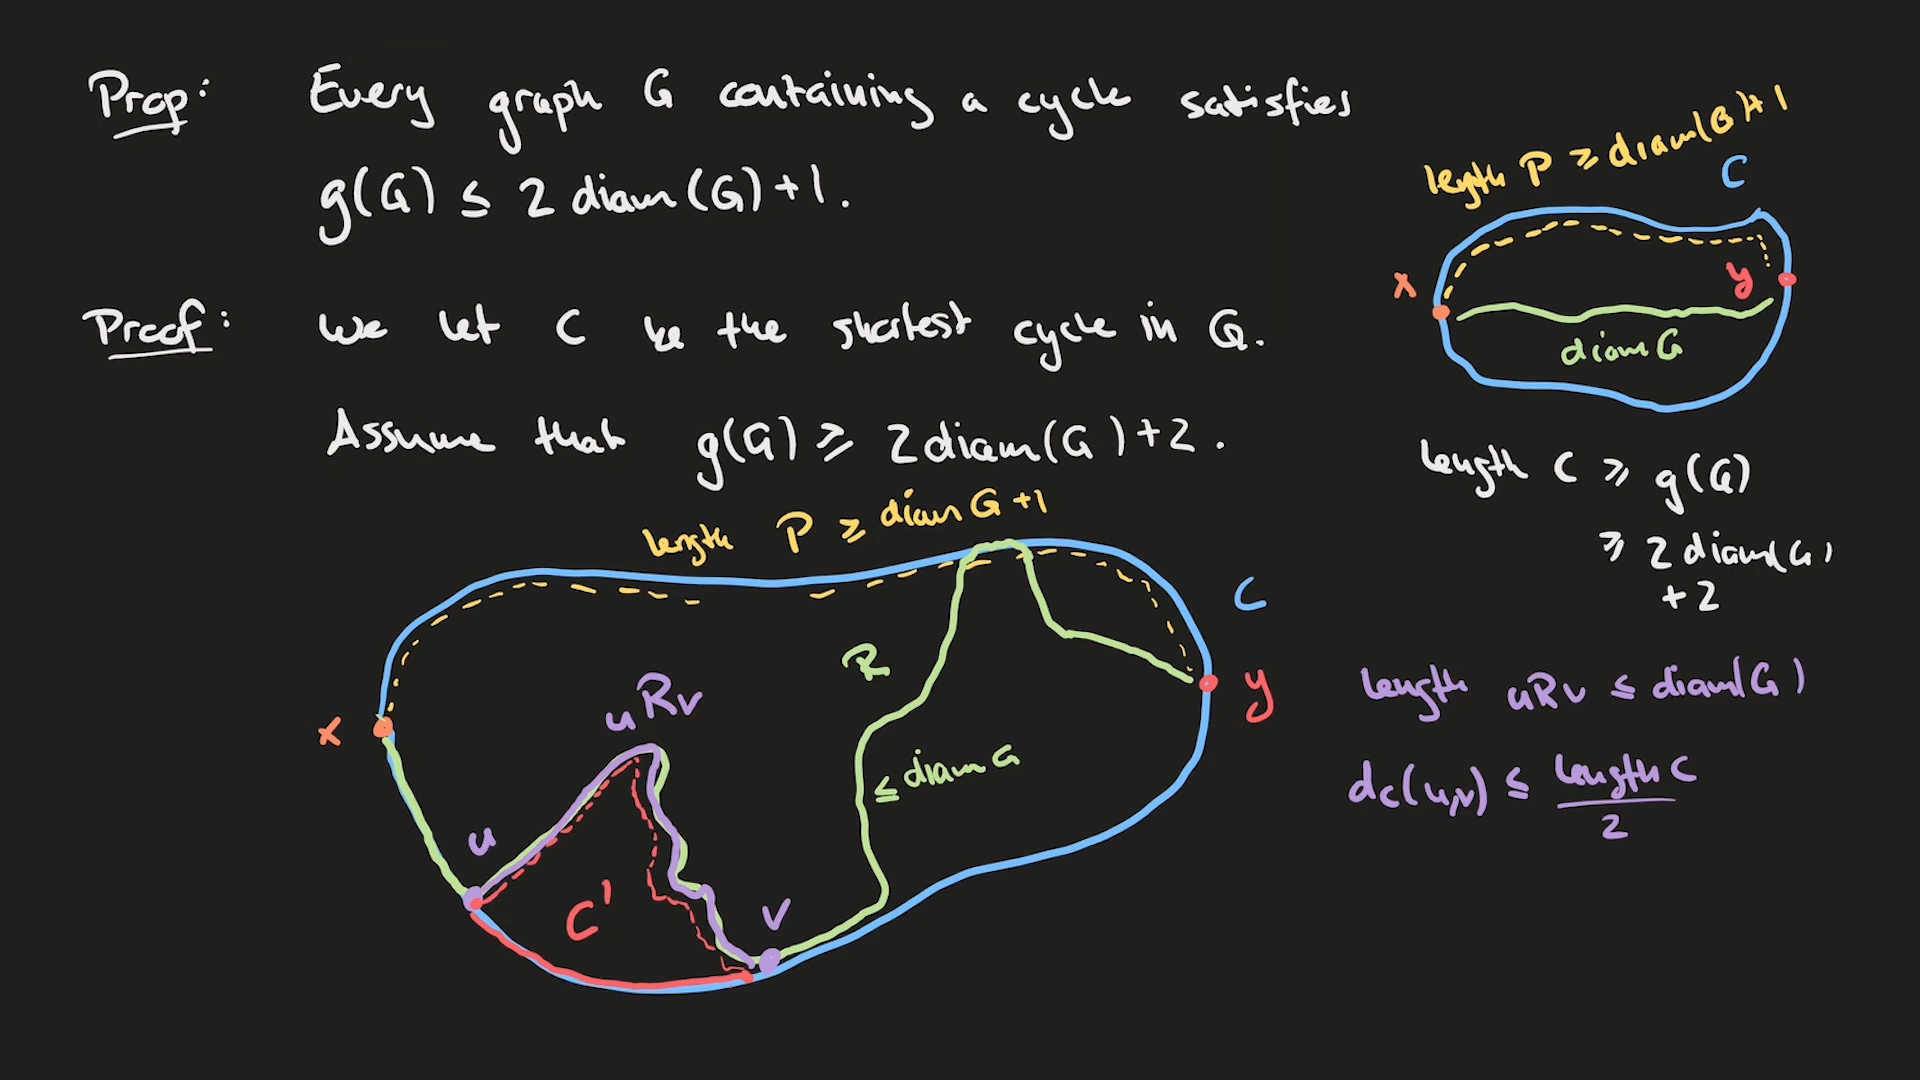 Prop: Every graph G containing a cycle satisfies
g(G) ≤ 2 diam(G)+1.
Proof: We let C be the shortest cycle in G.
Assume that g(G) ≥ 2diam(G)+2.
length P ≥ diam(G)+1
C
x
y
diam G
length C ≥ g(G)
≥ 2 diam(G)
+2
length P ≥ diam G +1
C
R
x
y
uRv
≤ diam G
u
C'
v
length uRv ≤ diam(G)
dc(u,v) ≤ length C
2